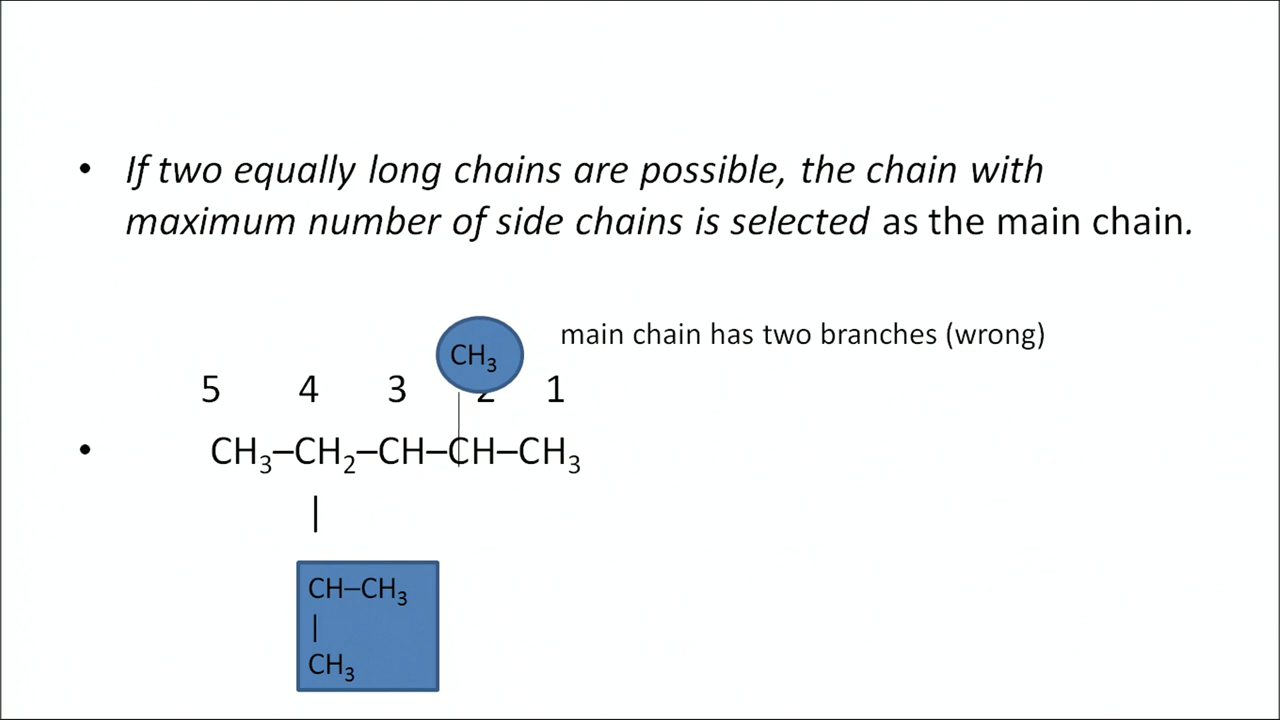 • If two equally long chains are possible, the chain with
maximum number of side chains is selected as the main chain.
main chain has two branches (wrong)
CH₃
5 4 3 2 1
• CH₃–CH₂–CH–CH–CH₃
|
CH–CH₃
|
CH₃